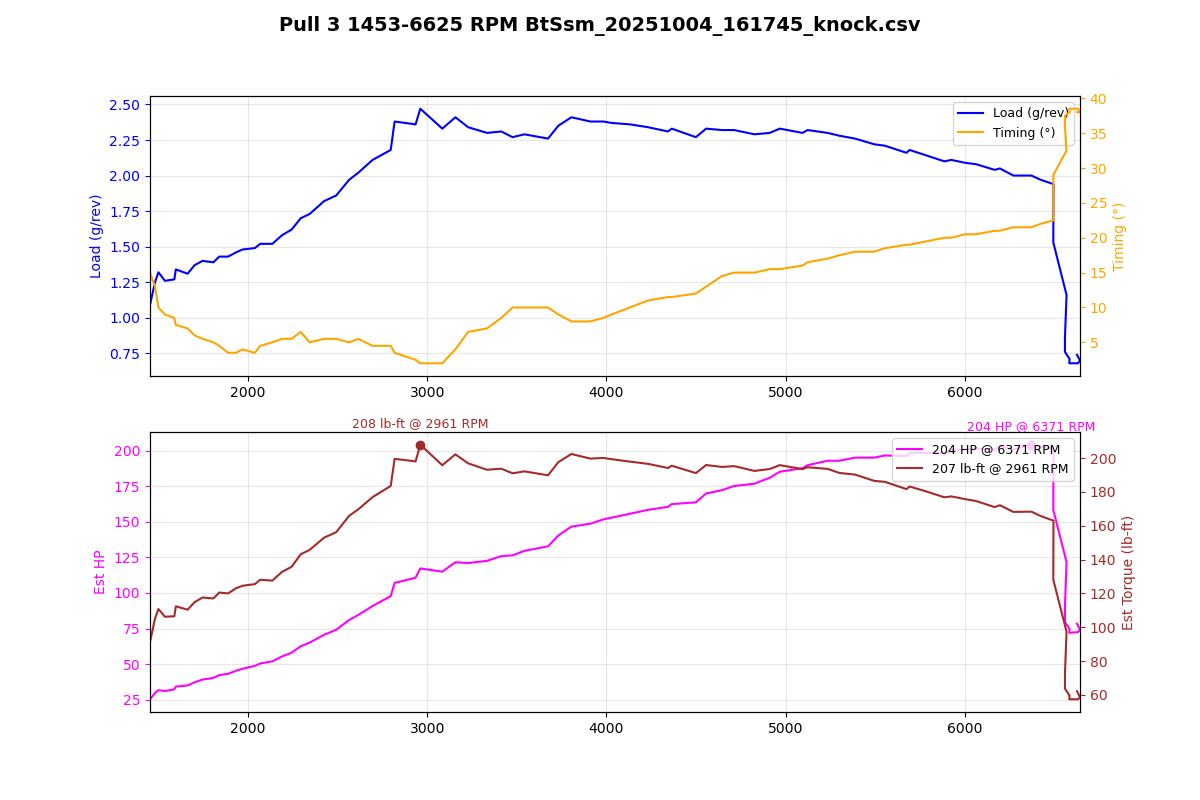 Pull 3 1453-6625 RPM BtSsm_20251004_161745_knock.csv
Load (g/rev)
Timing (°)
2.50
2.25
2.00
1.75
1.50
1.25
1.00
0.75
Load (g/rev)
40
35
30
25
20
15
10
5
Timing (°)
2000 3000 4000 5000 6000
208 lb-ft @ 2961 RPM
204 HP @ 6371 RPM
204 HP @ 6371 RPM
207 lb-ft @ 2961 RPM
200
175
150
125
100
75
50
25
Est HP
200
180
160
140
120
100
80
60
Est Torque (lb-ft)
2000 3000 4000 5000 6000